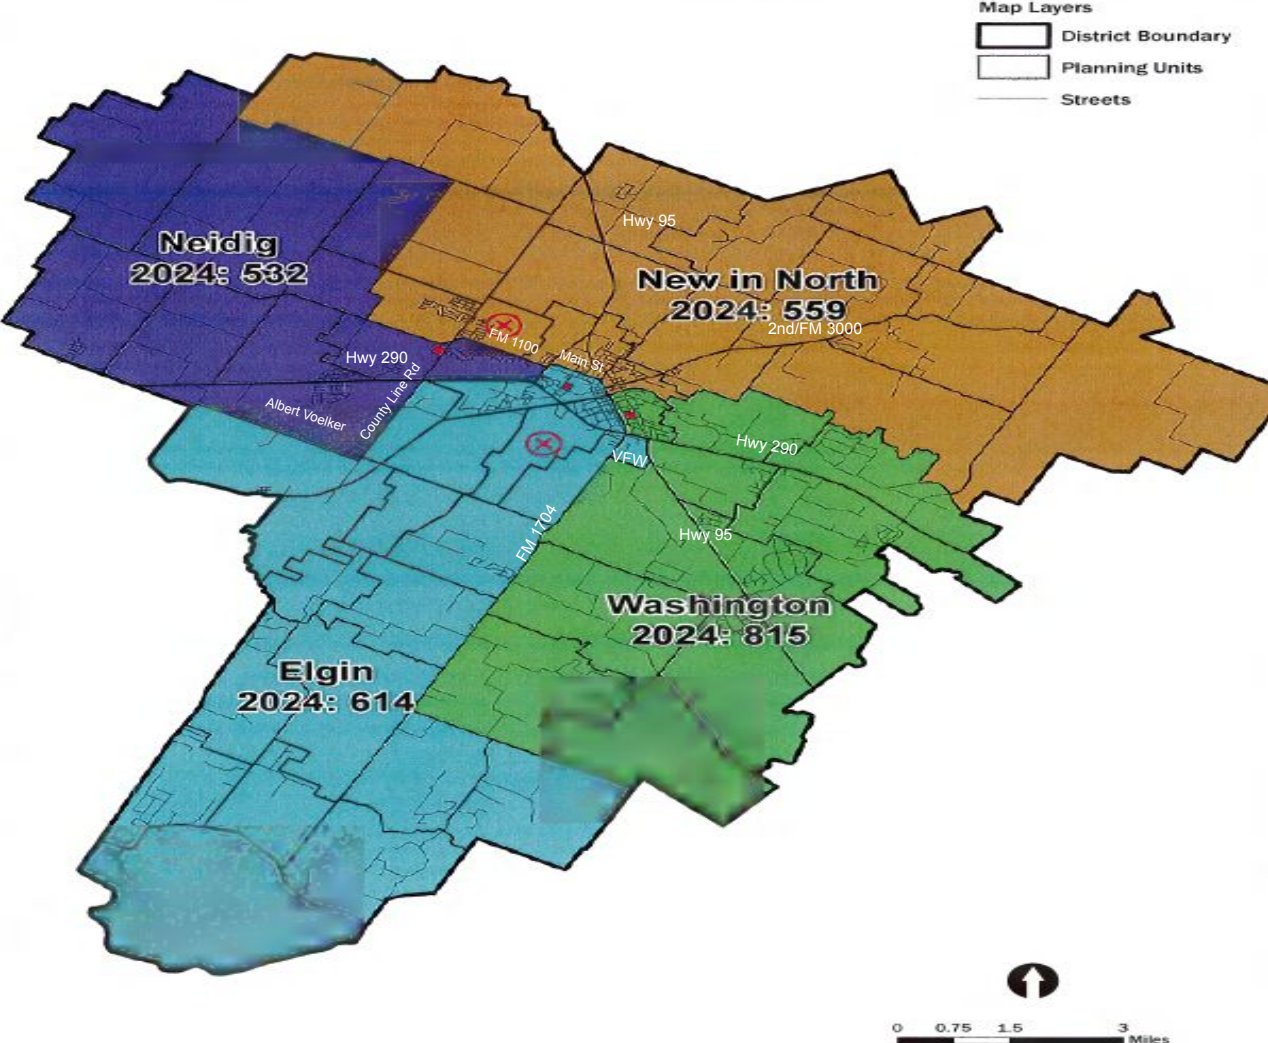 Map Layers
District Boundary
Planning Units
Streets
Hwy 95
Neidig
2024: 532
New in North
2024: 559
2nd/FM 3000
FM 1100
Main St
Hwy 290
County Line Rd
Albert Voelker
Hwy 290
VFW
FM 1704
Hwy 95
Washington
2024: 815
Elgin
2024: 614
0 0.75 1.5 3
Miles